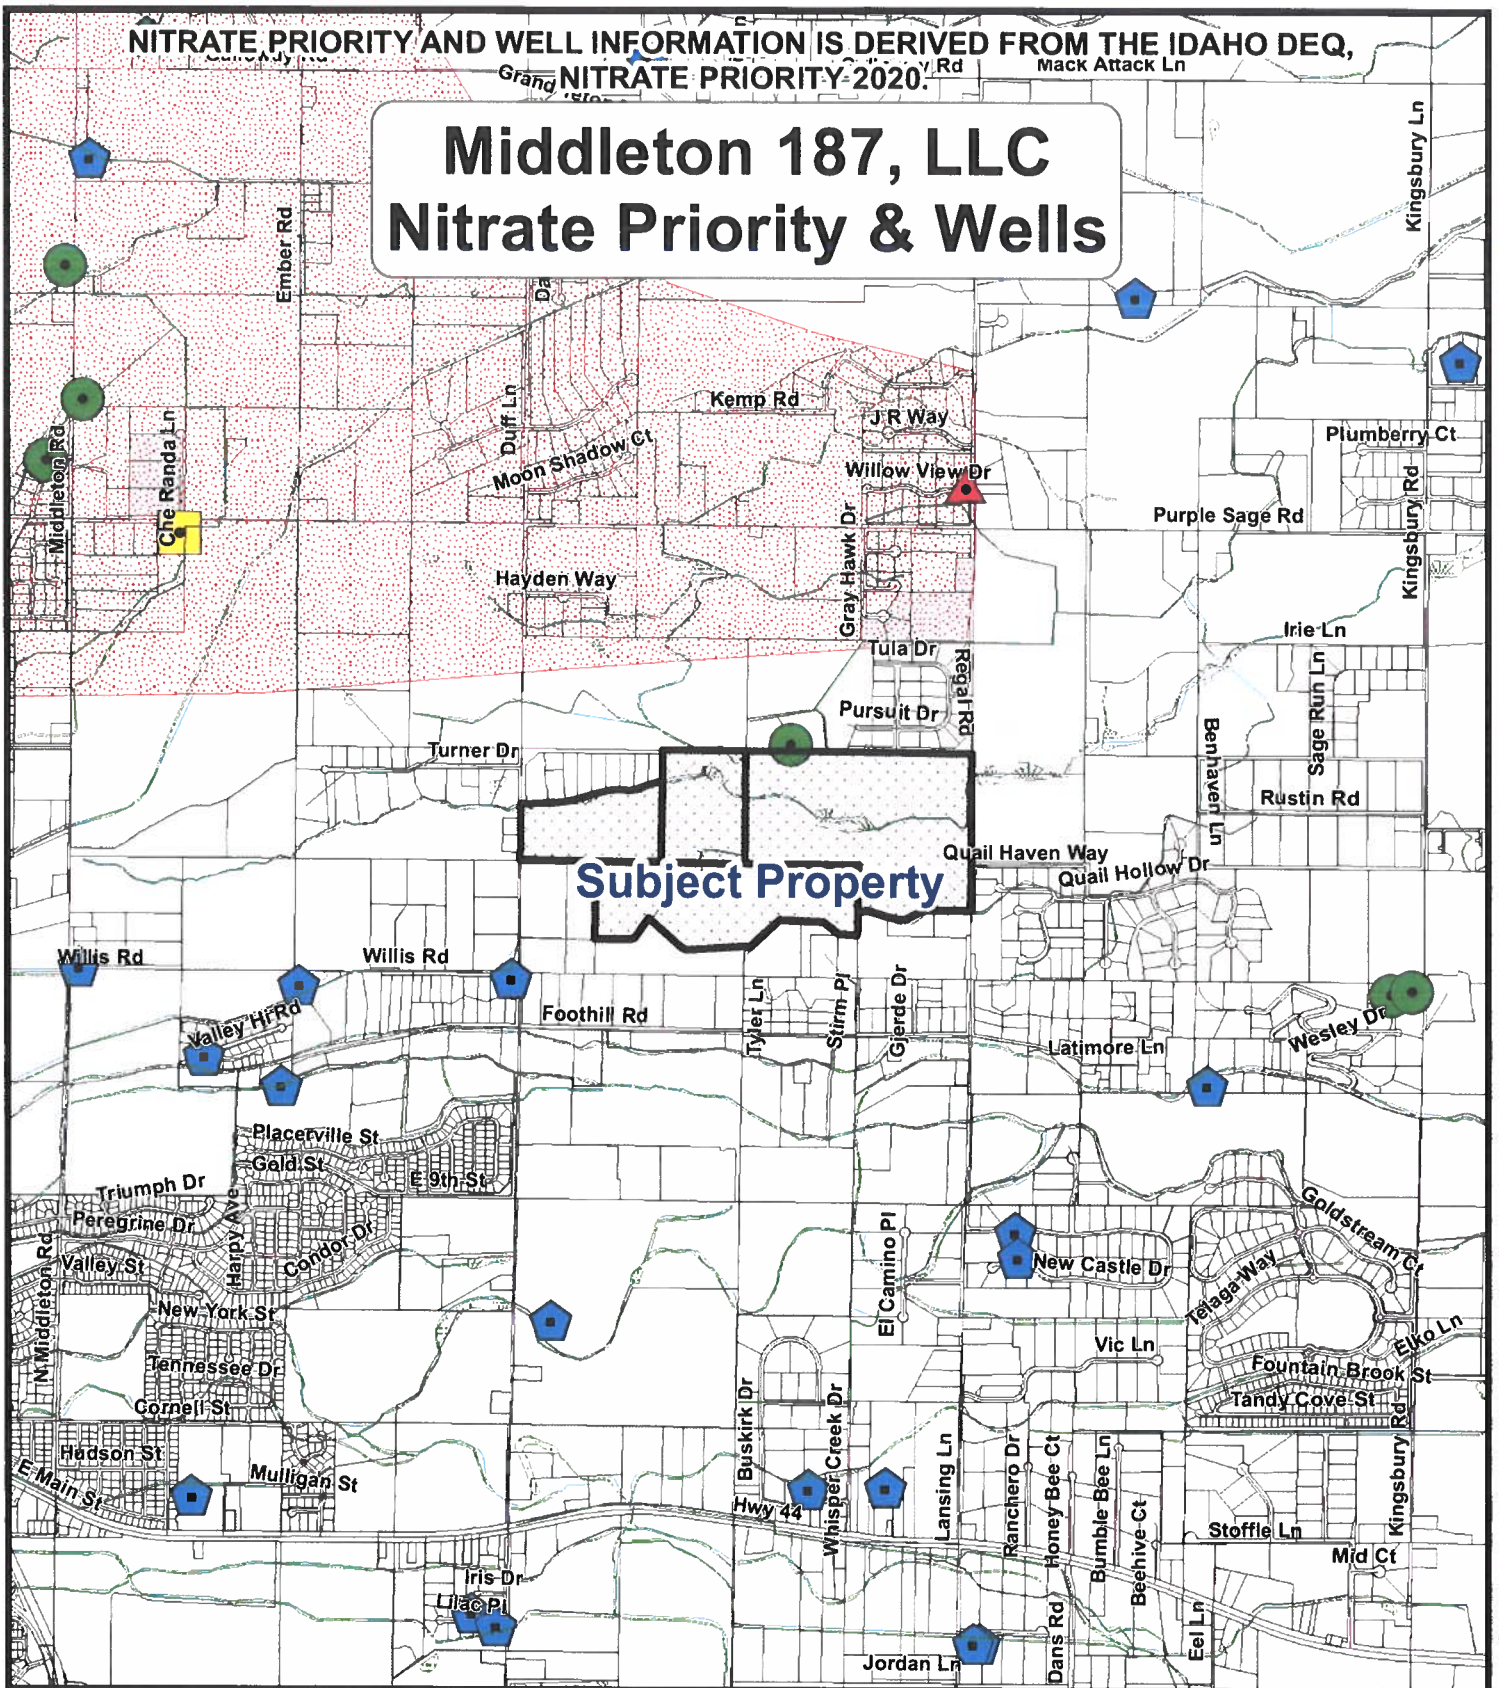 NITRATE PRIORITY AND WELL INFORMATION IS DERIVED FROM THE IDAHO DEQ,
NITRATE PRIORITY 2020.
Galloway Rd
Grand
Rd
Mack Attack Ln
Middleton 187, LLC
Nitrate Priority & Wells
Kingsbury Ln
Ember Rd
Da
Duff Ln
Kemp Rd
J R Way
Moon Shadow Ct
Willow View Dr
Plumberry Ct
Middleton Rd
Che Randa Ln
Purple Sage Rd
Kingsbury Rd
Hayden Way
Gray Hawk Dr
Irie Ln
Tula Dr
Regal Rd
Sage Run Ln
Pursuit Dr
Benhaven Ln
Turner Dr
Rustin Rd
Quail Haven Way
Quail Hollow Dr
Subject Property
Willis Rd
Willis Rd
Foothill Rd
Valley Hi Rd
Tyler Ln
Stirm Pl
Gjerde Dr
Latimore Ln
Wesley Dr
Placerville St
Gold St
E 9th St
Triumph Dr
Peregrine Dr
Happy Ave
Condor Dr
Valley St
N Middleton Rd
New York St
Tennessee Dr
Cornell St
El Camino Pl
New Castle Dr
Goldstream Ct
Telaga Way
Elko Ln
Vic Ln
Fountain Brook St
Tandy Cove St
Hudson St
E Main St
Mulligan St
Buskirk Dr
Whisper Creek Dr
Hwy 44
Lansing Ln
Ranchero Dr
Honey Bee Ct
Bumble Bee Ln
Beehive Ct
Kingsbury Rd
Stoffle Ln
Mid Ct
Iris Dr
Lilac Pl
Jordan Ln
Dans Rd
Eel Ln